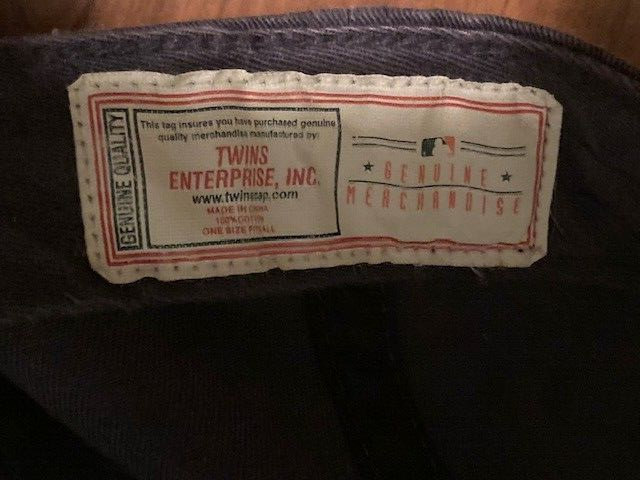 GENUINE QUALITY
This tag insures you have purchased genuine
quality merchandise manufactured by:
TWINS
ENTERPRISE, INC.
www.twinscap.com
MADE IN CHINA
100% COTTON
ONE SIZE FITS ALL
GENUINE
MERCHANDISE